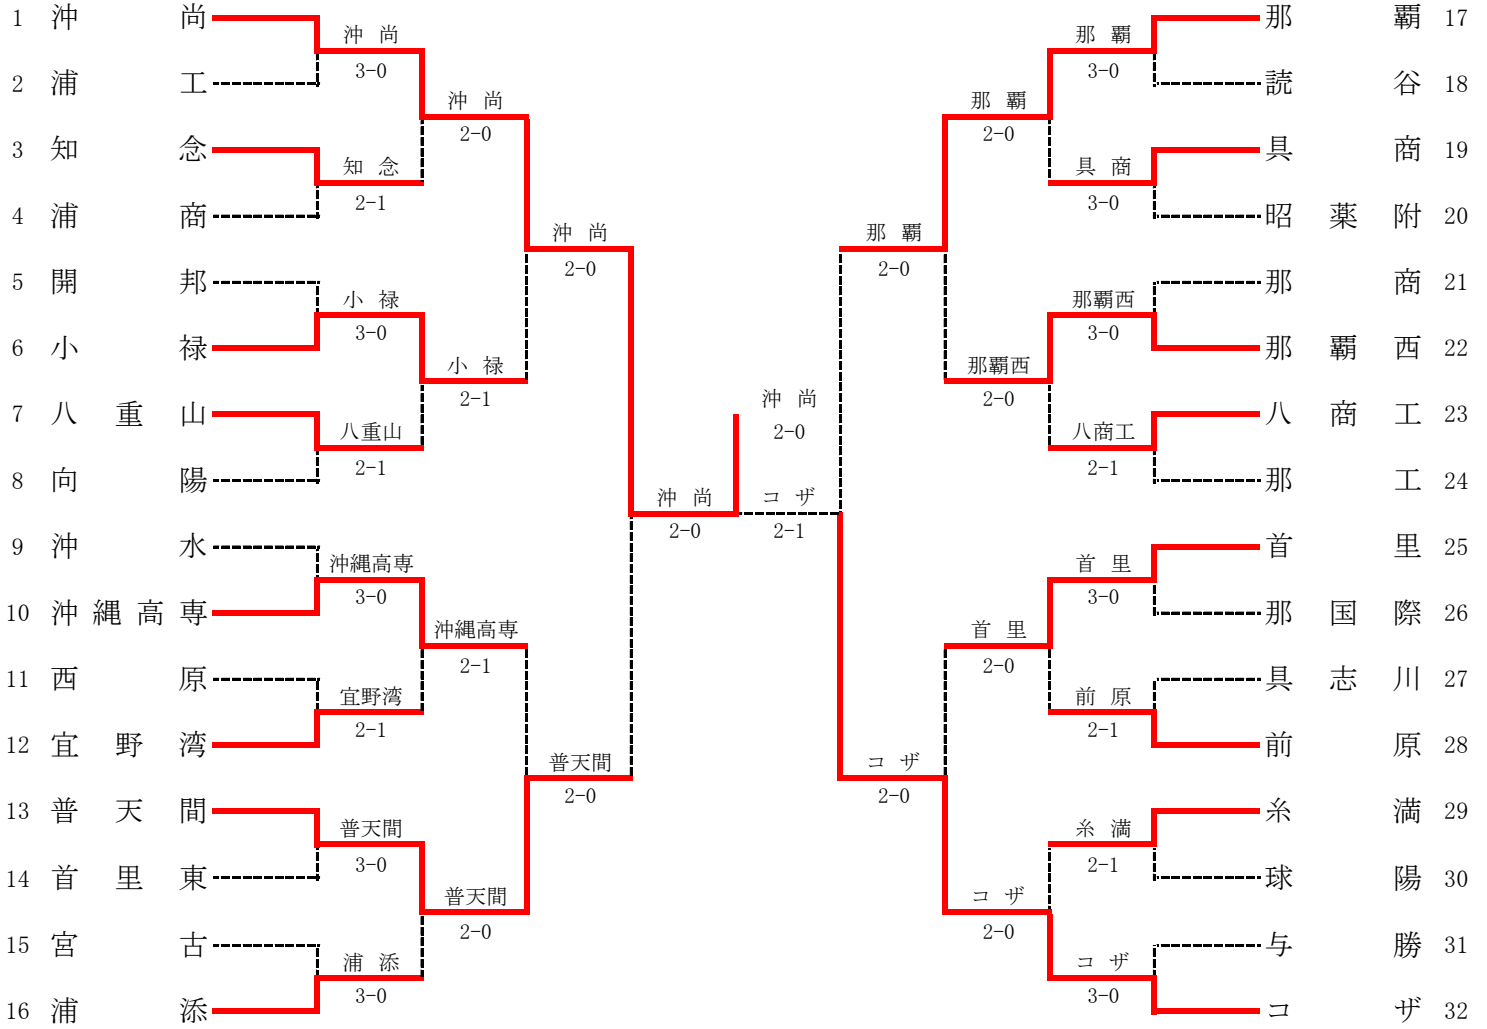 1 沖尚
2 浦工
3 知念
4 浦商
5 開邦
6 小禄
7 八重山
8 向陽
9 沖水
10 沖縄高専
11 西原
12 宜野湾
13 普天間
14 首里東
15 宮古
16 浦添
沖尚
3-0
知念
2-1
小禄
3-0
八重山
2-1
沖縄高専
3-0
宜野湾
2-1
普天間
3-0
浦添
3-0
沖尚
2-0
小禄
2-1
沖縄高専
2-1
普天間
2-0
沖尚
2-0
普天間
2-0
沖尚
2-0
沖尚
2-0
コザ
2-1
那覇
2-0
コザ
2-0
那覇
2-0
那覇西
2-0
首里
2-0
コザ
2-0
那覇
3-0
具商
3-0
那覇西
3-0
八商工
2-1
首里
3-0
前原
2-1
糸満
2-1
コザ
3-0
那覇 17
読谷 18
具商 19
昭薬附 20
那商 21
那覇西 22
八商工 23
那工 24
首里 25
那国際 26
具志川 27
前原 28
糸満 29
球陽 30
与勝 31
コザ 32